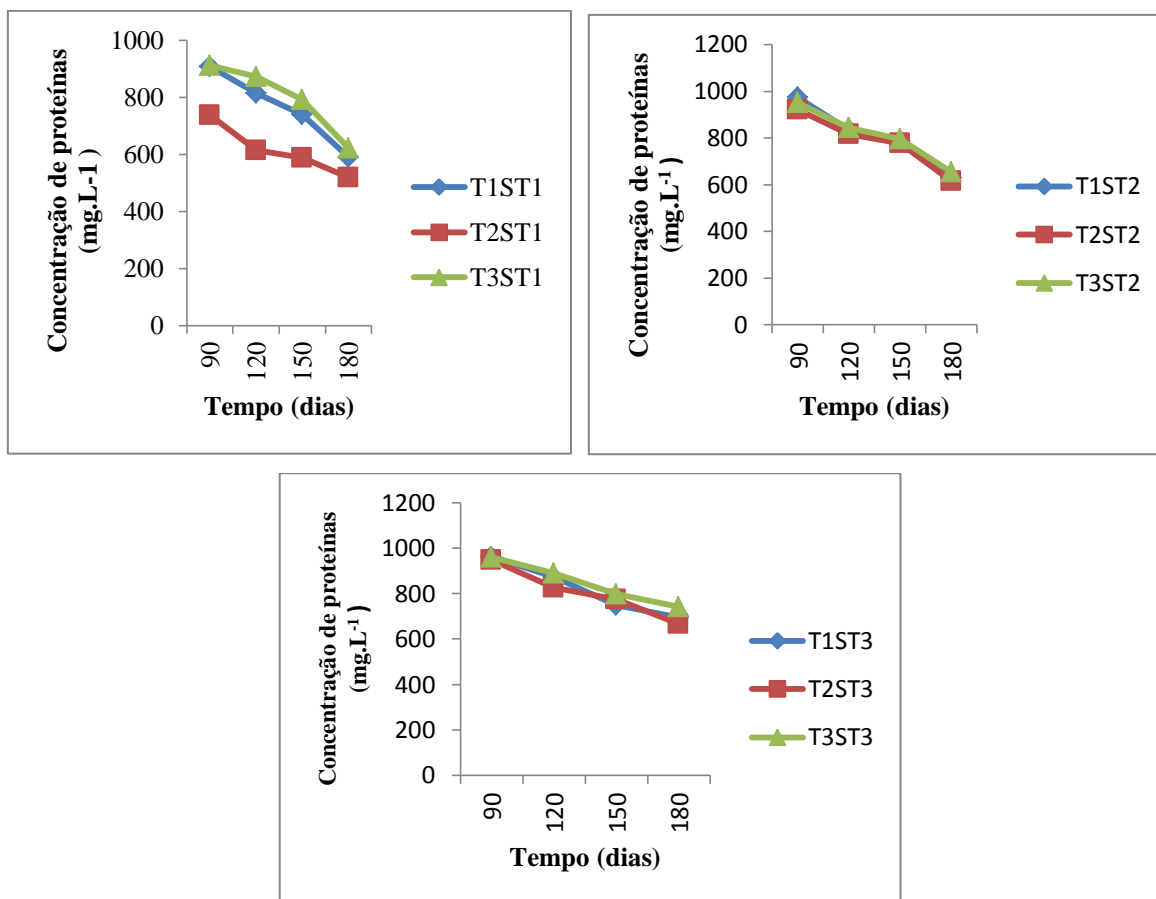 Concentração de proteínas
(mg.L-1 )
1000
800
600
400
200
0
90
120
150
180
Tempo (dias)
T1ST1
T2ST1
T3ST1
Concentração de proteínas
(mg.L-1)
1200
1000
800
600
400
200
0
90
120
150
180
Tempo (dias)
T1ST2
T2ST2
T3ST2
Concentração de proteínas
(mg.L-1)
1200
1000
800
600
400
200
0
90
120
150
180
Tempo (dias)
T1ST3
T2ST3
T3ST3